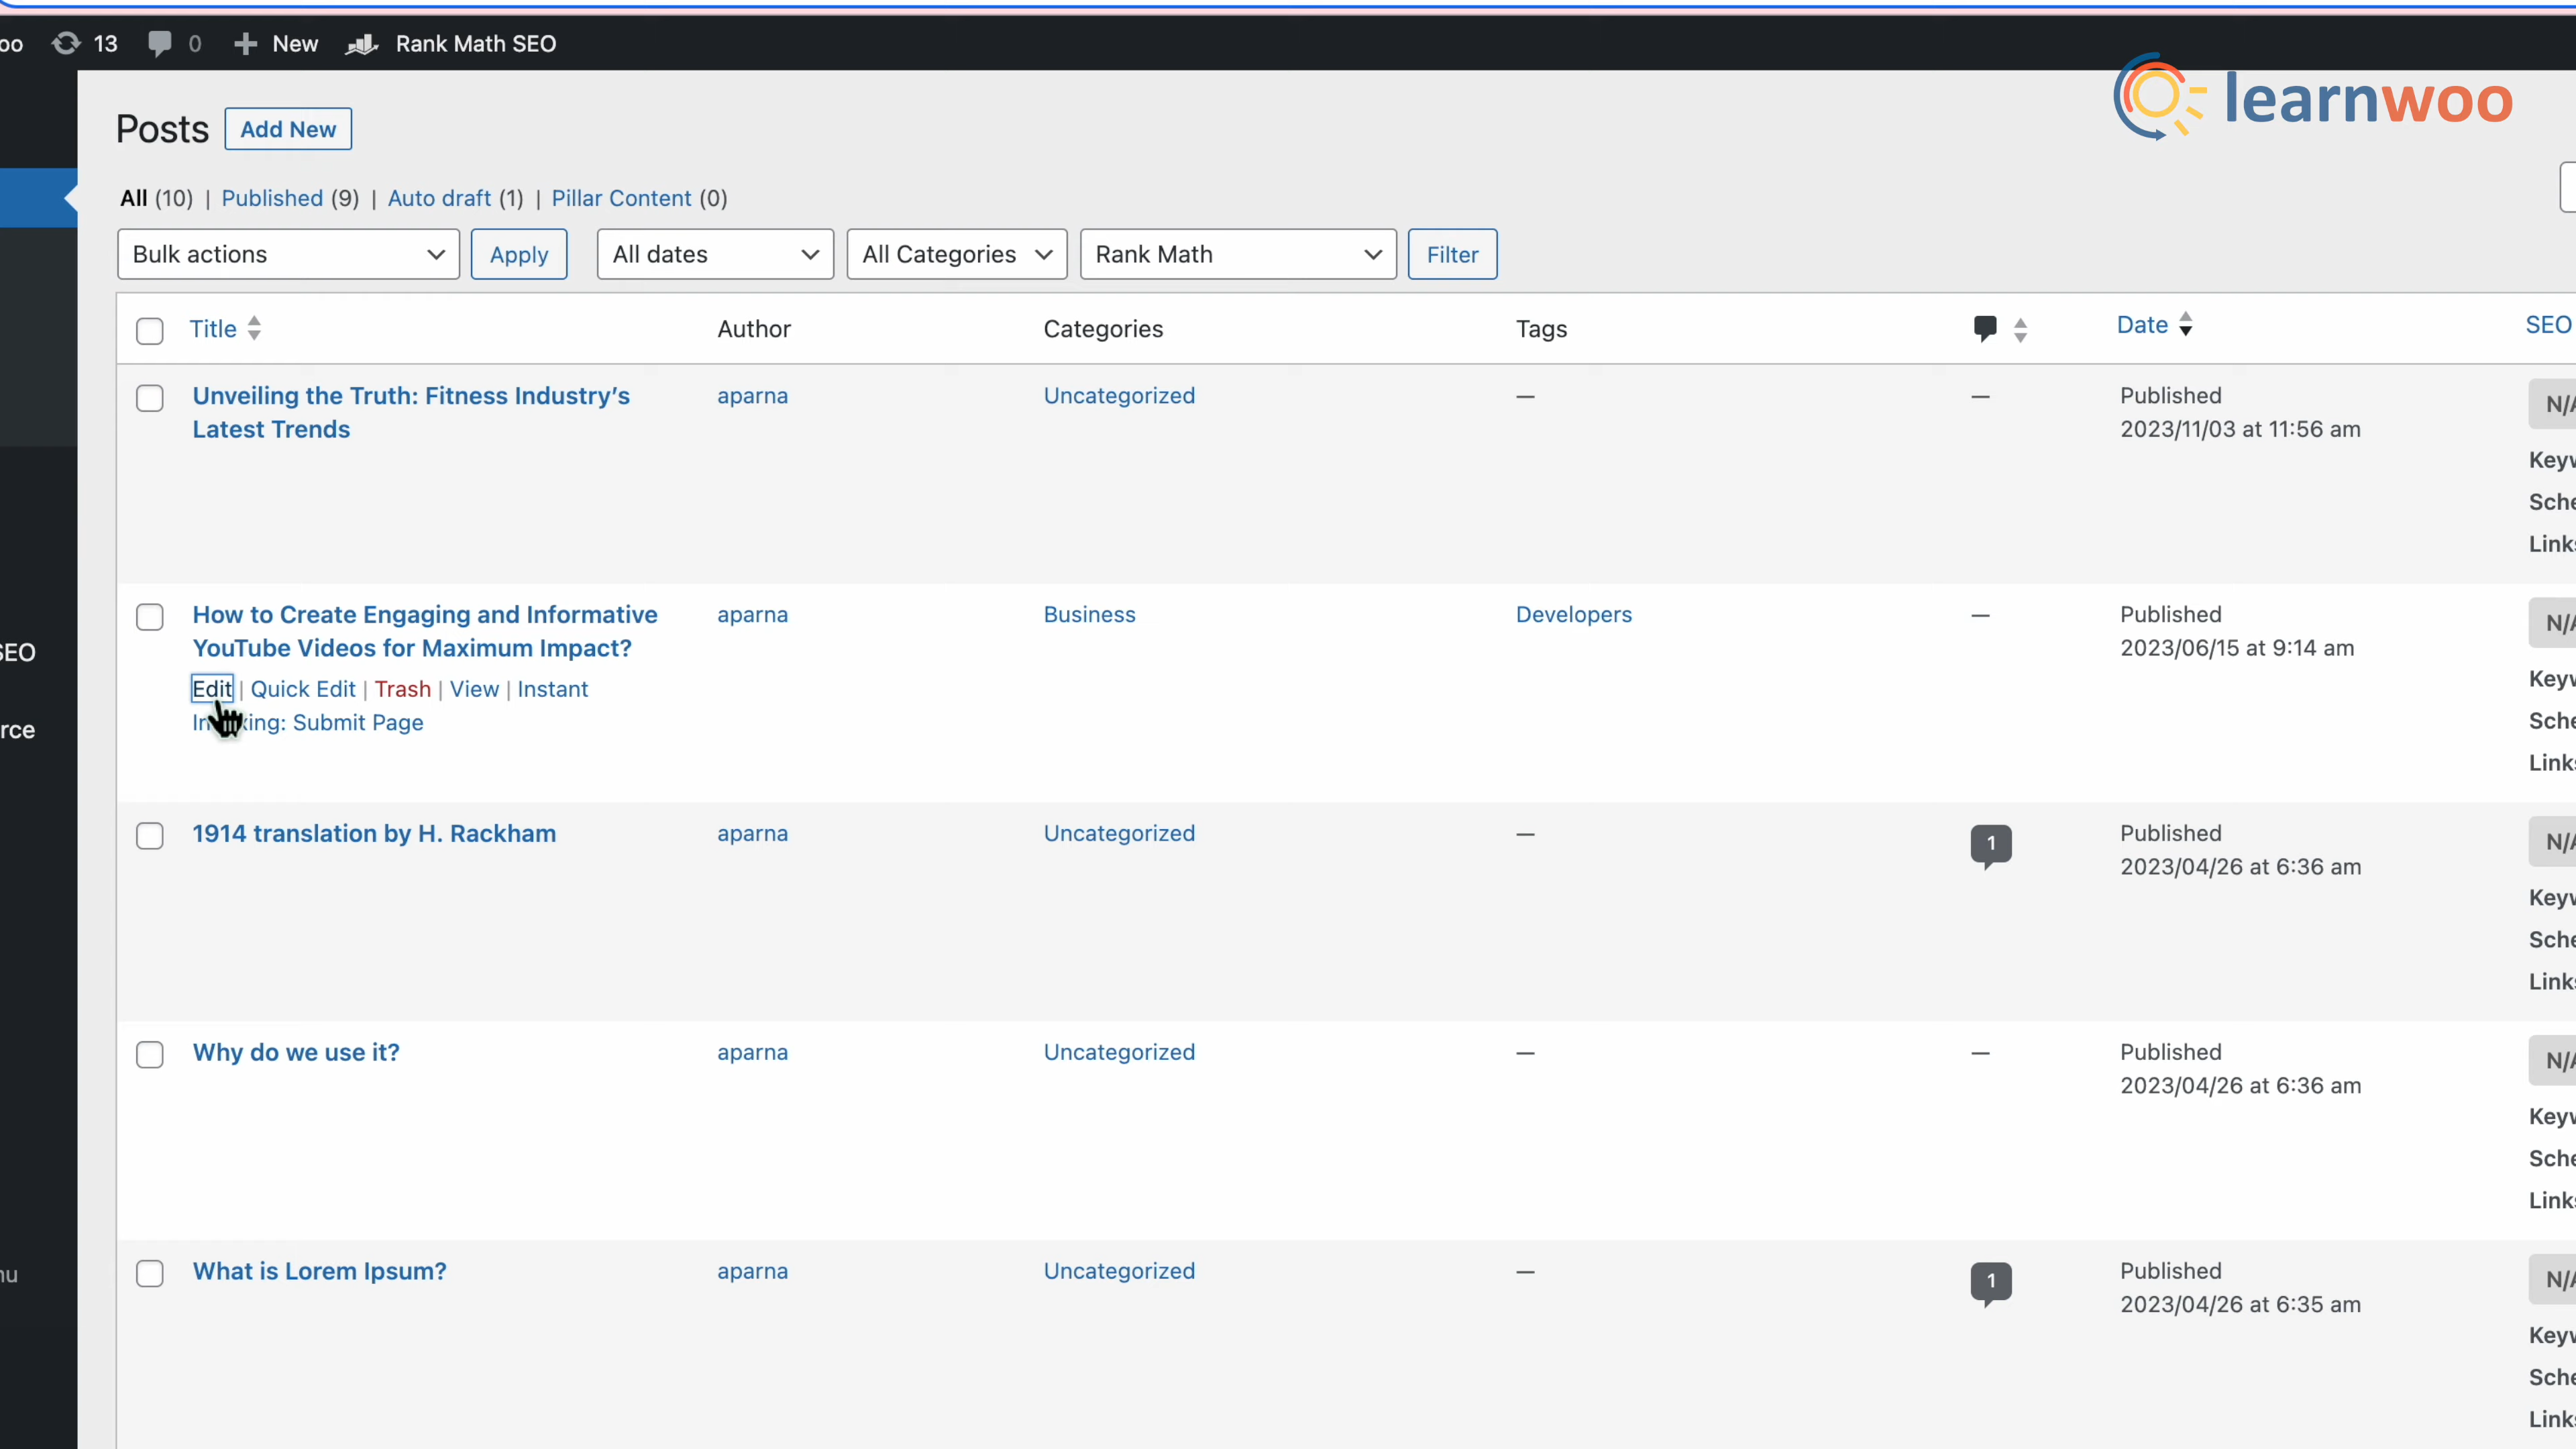 13 0 New Rank Math SEO
learnwoo
Posts Add New
All (10) | Published (9) | Auto draft (1) | Pillar Content (0)
Bulk actions Apply All dates All Categories Rank Math Filter
Title Author Categories Tags Date SEO
Unveiling the Truth: Fitness Industry’s aparna Uncategorized — — Published
Latest Trends 2023/11/03 at 11:56 am
How to Create Engaging and Informative aparna Business Developers — Published
YouTube Videos for Maximum Impact? 2023/06/15 at 9:14 am
Edit | Quick Edit | Trash | View | Instant
Submit Page
1914 translation by H. Rackham aparna Uncategorized — 1 Published
2023/04/26 at 6:36 am
Why do we use it? aparna Uncategorized — — Published
2023/04/26 at 6:36 am
What is Lorem Ipsum? aparna Uncategorized — 1 Published
2023/04/26 at 6:35 am